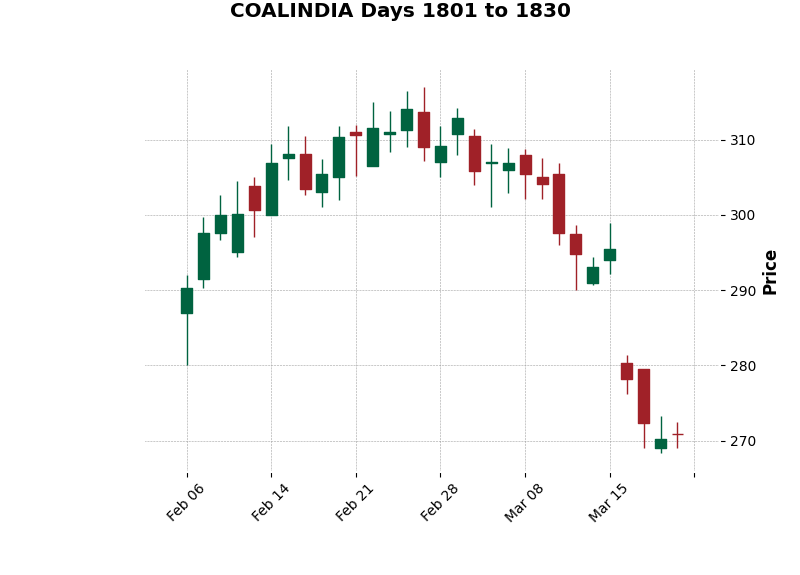 COALINDIA Days 1801 to 1830
310
300
290
280
270
Price
Feb 06
Feb 14
Feb 21
Feb 28
Mar 08
Mar 15